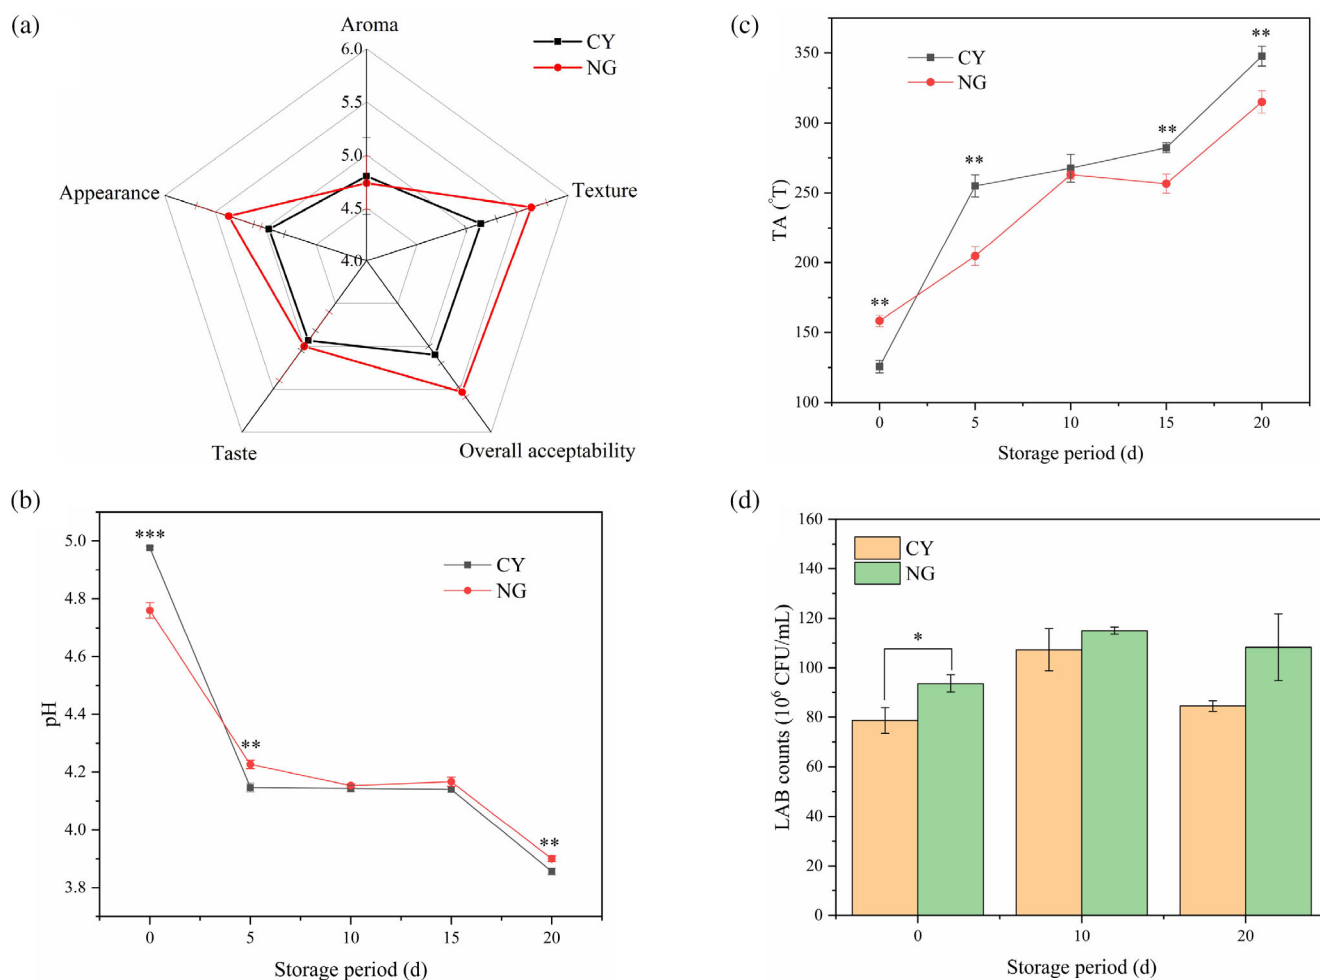 (a)
Aroma
6.0
5.5
5.0
4.5
4.0
CY
NG
Appearance
Texture
Taste
Overall acceptability
(c)
CY
NG
TA (°T)
350
300
250
200
150
100
**
**
**
**
0
5
10
15
20
Storage period (d)
(b)
pH
5.0
4.8
4.6
4.4
4.2
4.0
3.8
***
**
**
CY
NG
0
5
10
15
20
Storage period (d)
(d)
LAB counts (10⁶ CFU/mL)
160
140
120
100
80
60
40
20
0
CY
NG
*
0
10
20
Storage period (d)